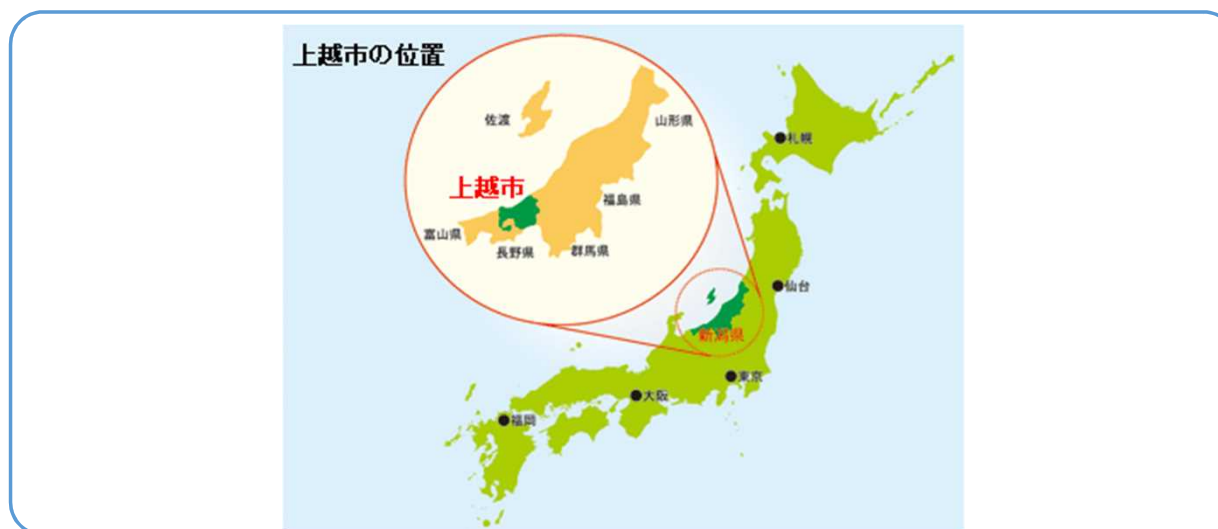 上越市の位置
佐渡
山形県
上越市
福島県
富山県
長野県
群馬県
札幌
仙台
新潟県
東京
大阪
福岡